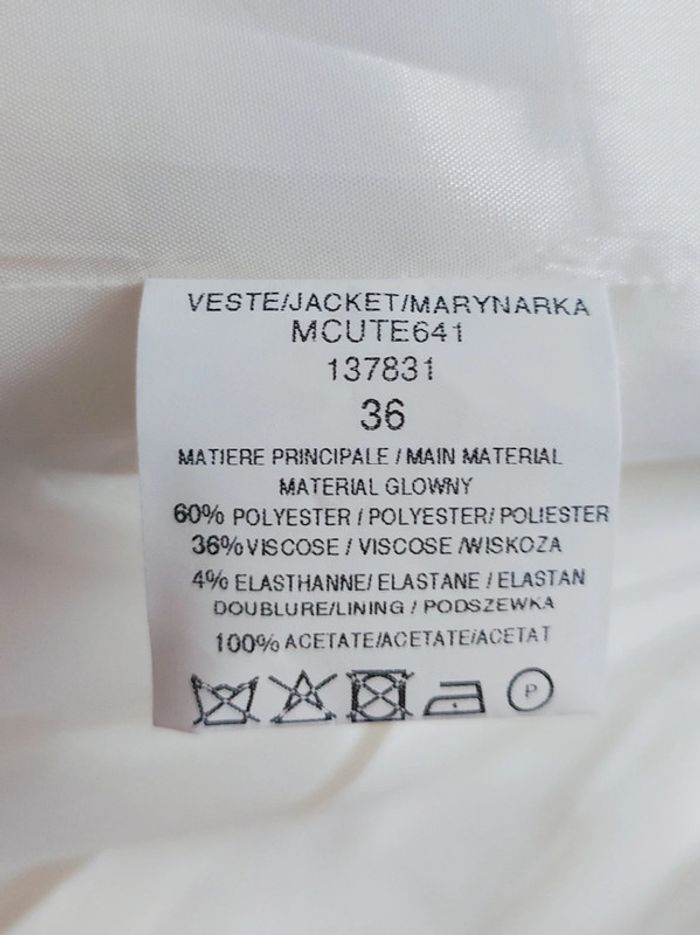 VESTE/JACKET/MARYNARKA
MCUTE641
137831
36
MATIERE PRINCIPALE / MAIN MATERIAL
MATERIAL GLOWNY
60% POLYESTER / POLYESTER/ POLIESTER
36% VISCOSE / VISCOSE /WISKOZA
4% ELASTHANNE/ ELASTANE / ELASTAN
DOUBLURE/LINING / PODSZEWKA
100% ACETATE/ACETATE/ACETAT
P